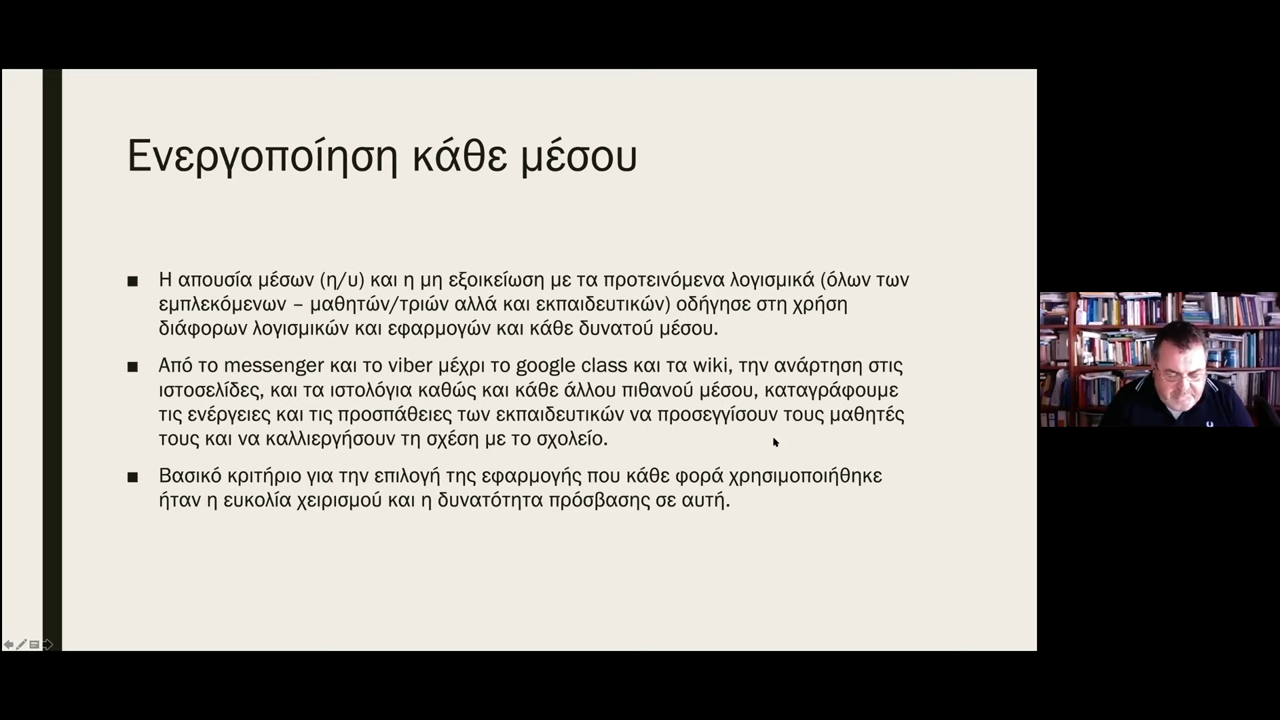 Ενεργοποίηση κάθε μέσου
■ Η απουσία μέσων (η/υ) και η μη εξοικείωση με τα προτεινόμενα λογισμικά (όλων των
εμπλεκόμενων – μαθητών/τριών αλλά και εκπαιδευτικών) οδήγησε στη χρήση
διάφορων λογισμικών και εφαρμογών και κάθε δυνατού μέσου.
■ Από το messenger και το viber μέχρι το google class και τα wiki, την ανάρτηση στις
ιστοσελίδες, και τα ιστολόγια καθώς και κάθε άλλου πιθανού μέσου, καταγράφουμε
τις ενέργειες και τις προσπάθειες των εκπαιδευτικών να προσεγγίσουν τους μαθητές
τους και να καλλιεργήσουν τη σχέση με το σχολείο.
■ Βασικό κριτήριο για την επιλογή της εφαρμογής που κάθε φορά χρησιμοποιήθηκε
ήταν η ευκολία χειρισμού και η δυνατότητα πρόσβασης σε αυτή.